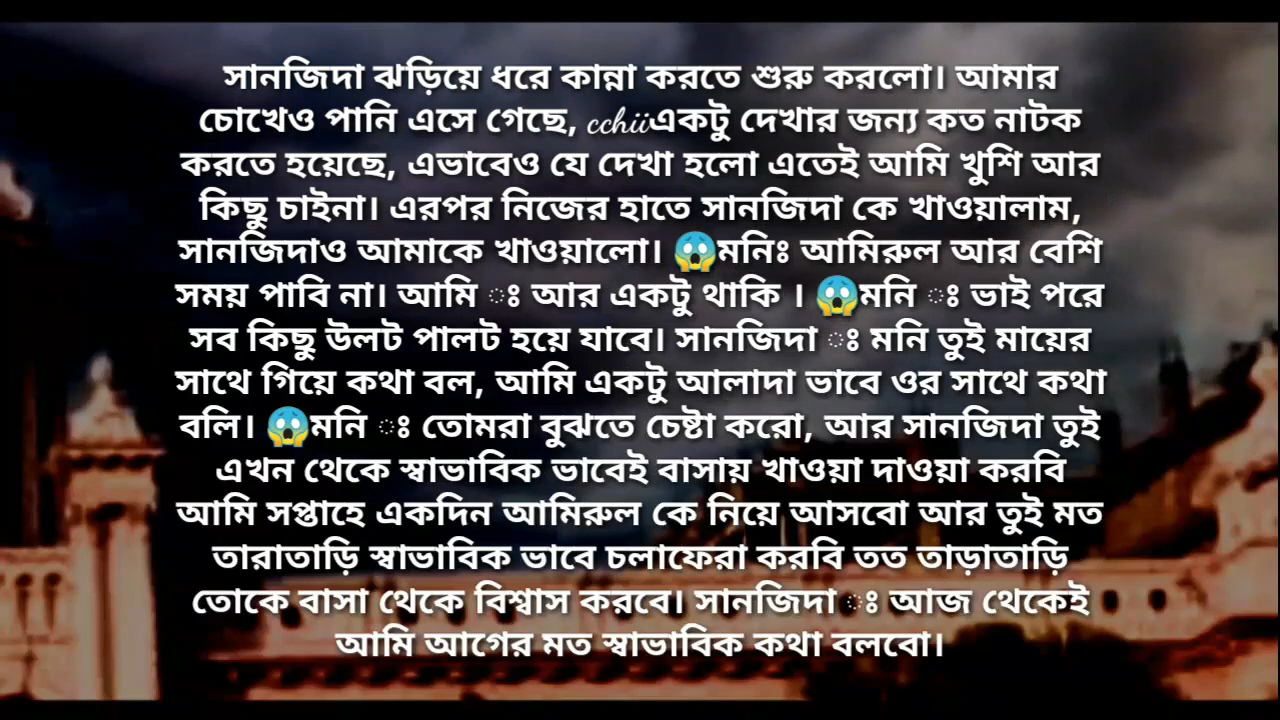 সানজিদা ঝড়িয়ে ধরে কান্না করতে শুরু করলো। আমার
চোখেও পানি এসে গেছে, cchiiএকটু দেখার জন্য কত নাটক
করতে হয়েছে, এভাবেও যে দেখা হলো এতেই আমি খুশি আর
কিছু চাইনা। এরপর নিজের হাতে সানজিদা কে খাওয়ালাম,
সানজিদাও আমাকে খাওয়ালো। 😱মনিঃ আমিরুল আর বেশি
সময় পাবি না। আমি ঃ আর একটু থাকি । 😱মনি ঃ ভাই পরে
সব কিছু উলট পালট হয়ে যাবে। সানজিদা ঃ মনি তুই মায়ের
সাথে গিয়ে কথা বল, আমি একটু আলাদা ভাবে ওর সাথে কথা
বলি। 😱মনি ঃ তোমরা বুঝতে চেষ্টা করো, আর সানজিদা তুই
এখন থেকে স্বাভাবিক ভাবেই বাসায় খাওয়া দাওয়া করবি
আমি সপ্তাহে একদিন আমিরুল কে নিয়ে আসবো আর তুই মত
তারাতাড়ি স্বাভাবিক ভাবে চলাফেরা করবি তত তাড়াতাড়ি
তোকে বাসা থেকে বিশ্বাস করবে। সানজিদা ঃ আজ থেকেই
আমি আগের মত স্বাভাবিক কথা বলবো।